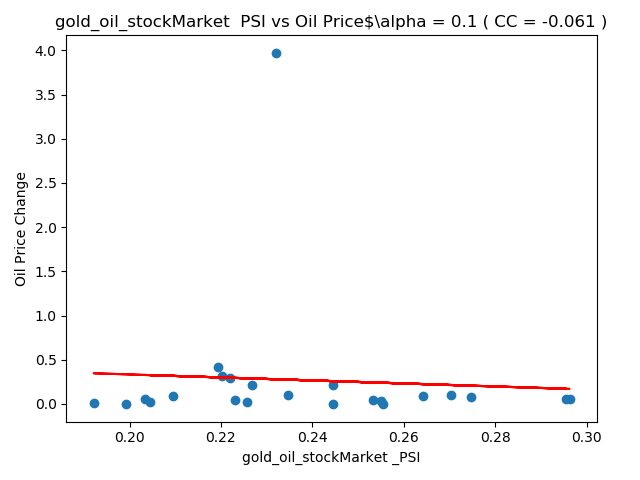 gold_oil_stockMarket  PSI vs Oil Price$\alpha = 0.1 ( CC = -0.061 )
4.0
3.5
3.0
2.5
2.0
1.5
1.0
0.5
0.0
Oil Price Change
0.20 0.22 0.24 0.26 0.28 0.30
gold_oil_stockMarket _PSI